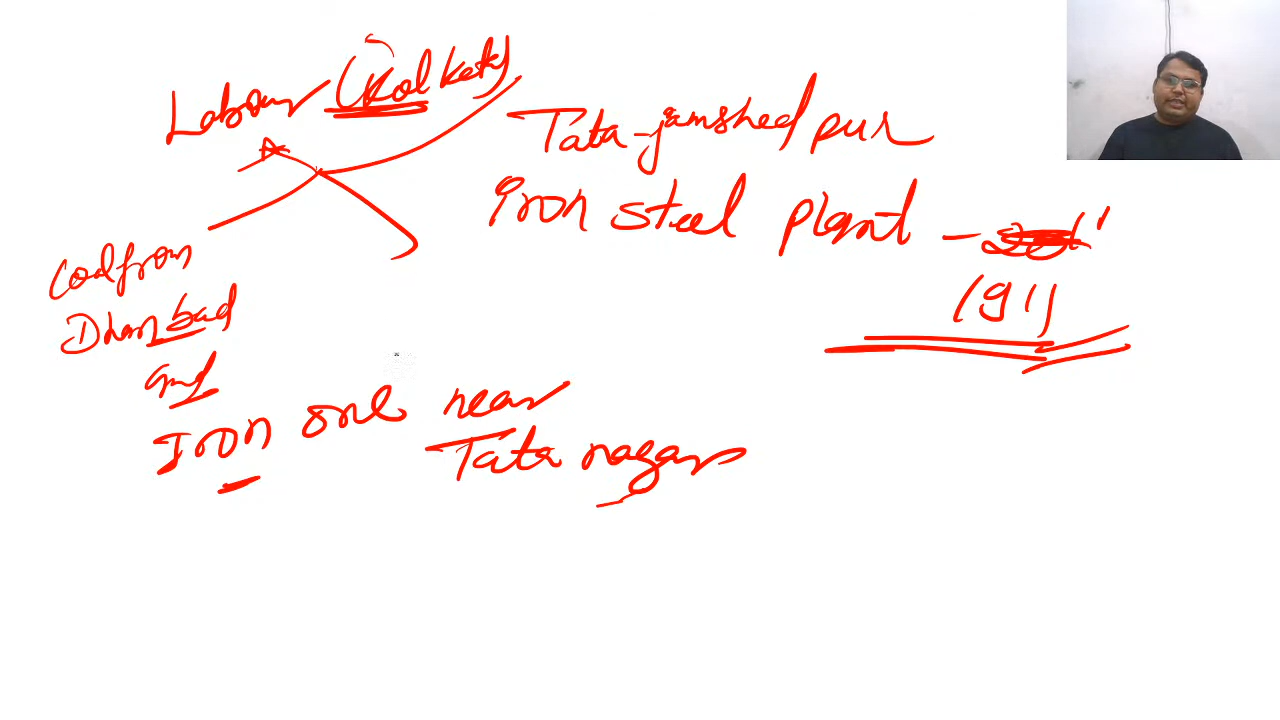 Labour (Kolkata)
Tata-jamshedpur
Iron steel plant - 1911
Coal from
Dhanbad
and
Iron ore near
Tata nagar